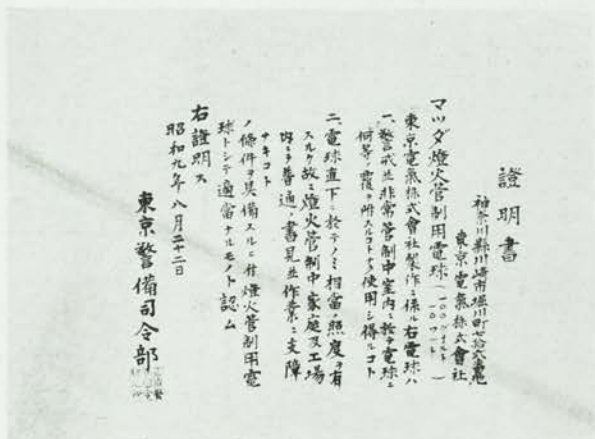 證明書
神奈川縣川崎市堀川町七拾弐番地
東京電氣株式會社
マツダ燈火管制用電球(一〇〇ヴオルト 一〇ワツト)
東京電氣株式會社製作ニ係ル右電球ハ
一、警戒並非常管制中室内ニ於テ電球ニ
何等ノ覆ヲ附スルコトナク使用シ得ルコト
二、電球直下ニ於テノミ相當ノ照度ヲ有
スルヲ故ニ燈火管制中家庭及工場
内ニテ普通ノ書見並作業ニ支障
ナキコト
ノ條件ヲ具備スルニ付燈火管制用電
球トシテ適當ナルモノト認ム
右證明ス
昭和九年八月二十二日
東京警備司令部